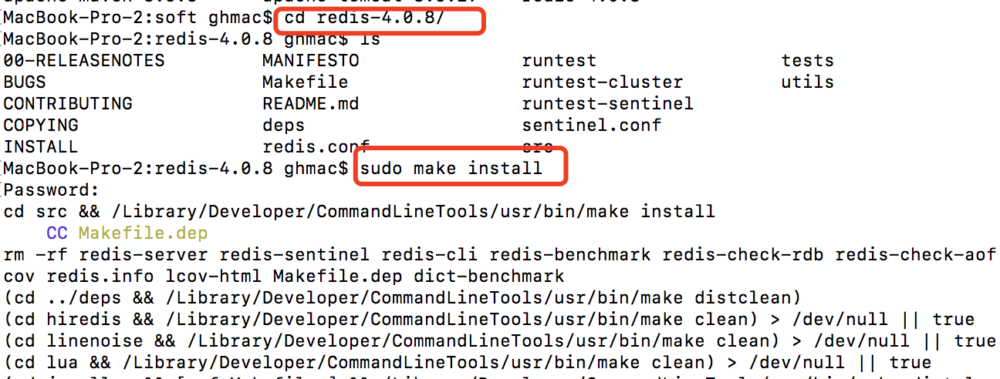 MacBook-Pro-2:soft ghmac$ cd redis-4.0.8/
MacBook-Pro-2:redis-4.0.8 ghmac$ ls
00-RELEASENOTES MANIFESTO runtest tests
BUGS Makefile runtest-cluster utils
CONTRIBUTING README.md runtest-sentinel
COPYING deps sentinel.conf
INSTALL redis.conf src
MacBook-Pro-2:redis-4.0.8 ghmac$ sudo make install
Password:
cd src && /Library/Developer/CommandLineTools/usr/bin/make install
CC Makefile.dep
rm -rf redis-server redis-sentinel redis-cli redis-benchmark redis-check-rdb redis-check-aof
cov redis.info lcov-html Makefile.dep dict-benchmark
(cd ../deps && /Library/Developer/CommandLineTools/usr/bin/make distclean)
(cd hiredis && /Library/Developer/CommandLineTools/usr/bin/make clean) > /dev/null || true
(cd linenoise && /Library/Developer/CommandLineTools/usr/bin/make clean) > /dev/null || true
(cd lua && /Library/Developer/CommandLineTools/usr/bin/make clean) > /dev/null || true